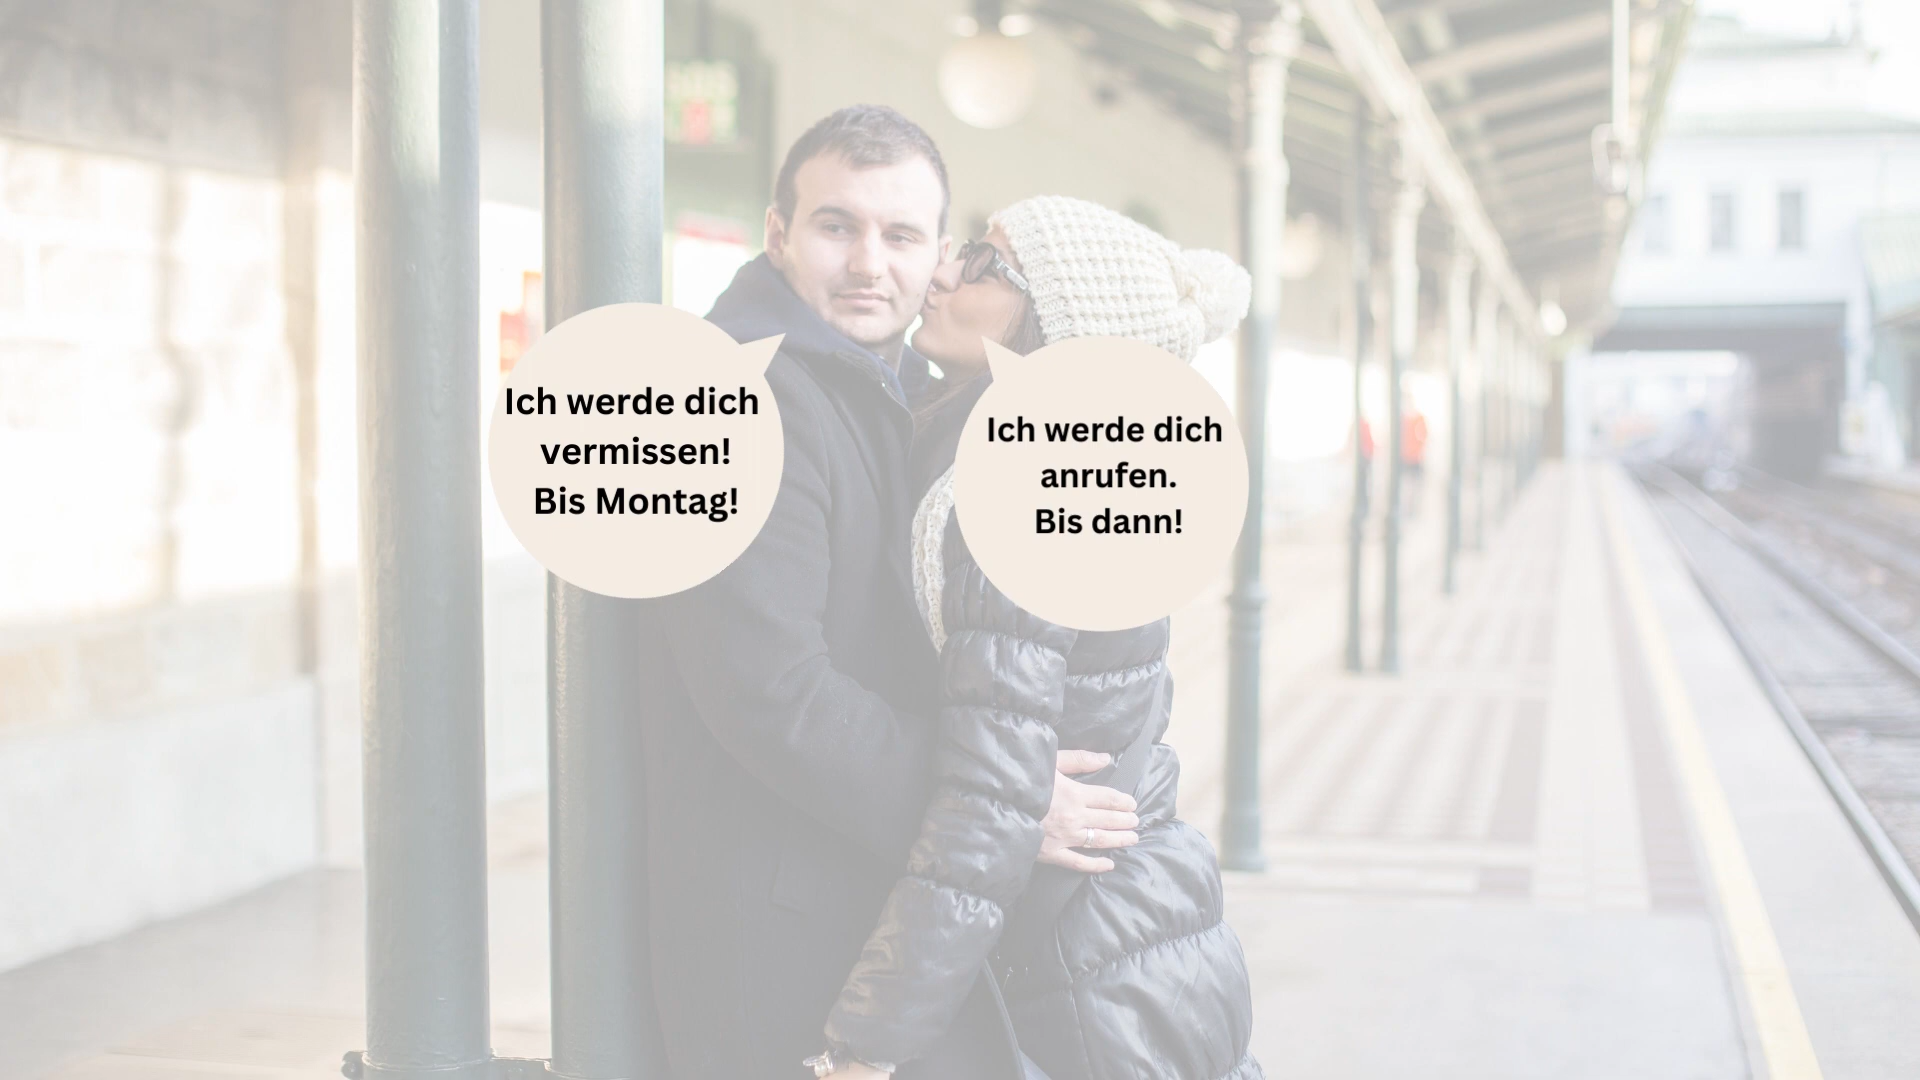 Ich werde dich
vermissen!
Bis Montag!
Ich werde dich
anrufen.
Bis dann!